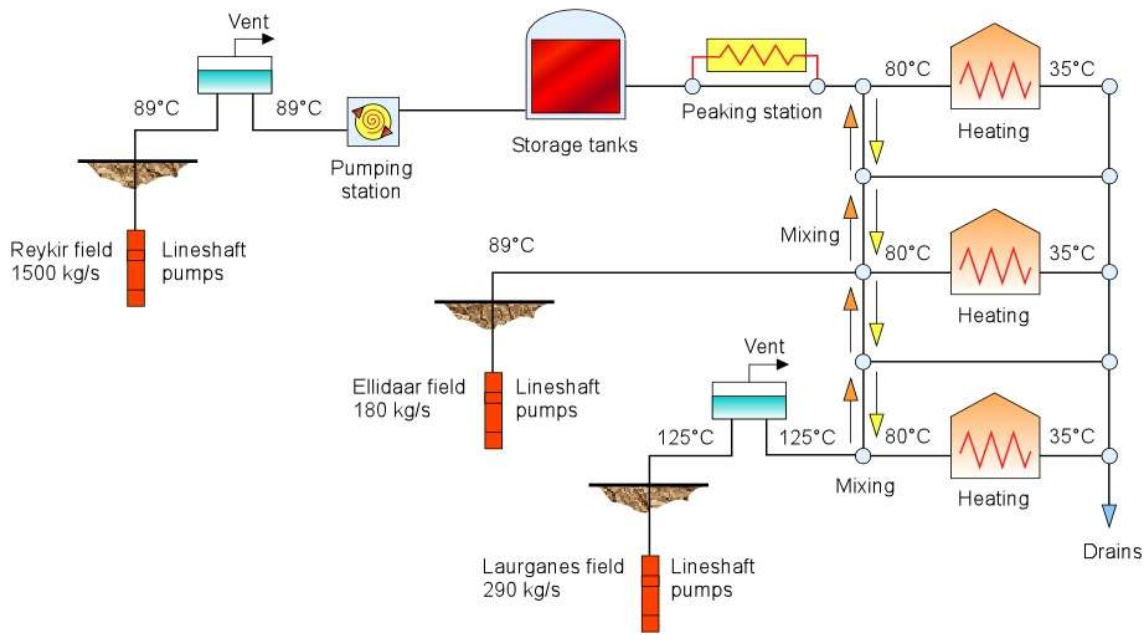 Vent
89°C
89°C
Pumping
station
Storage tanks
Peaking station
80°C
35°C
Heating
Reykir field
1500 kg/s
Lineshaft
pumps
Mixing
89°C
80°C
35°C
Heating
Ellidaar field
180 kg/s
Lineshaft
pumps
Vent
125°C
125°C
80°C
35°C
Mixing
Heating
Laurganes field
290 kg/s
Lineshaft
pumps
Drains